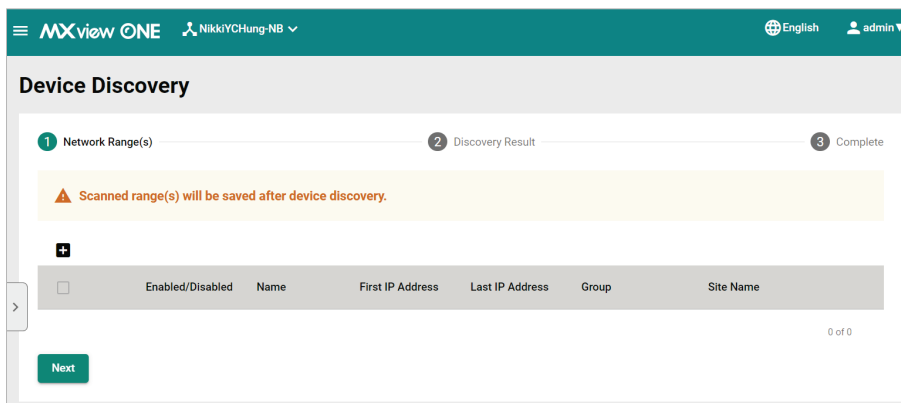 MXview ONE NikkiYCHung-NB English admin
Device Discovery
1 Network Range(s) 2 Discovery Result 3 Complete
Scanned range(s) will be saved after device discovery.
Enabled/Disabled Name First IP Address Last IP Address Group Site Name
0 of 0
Next